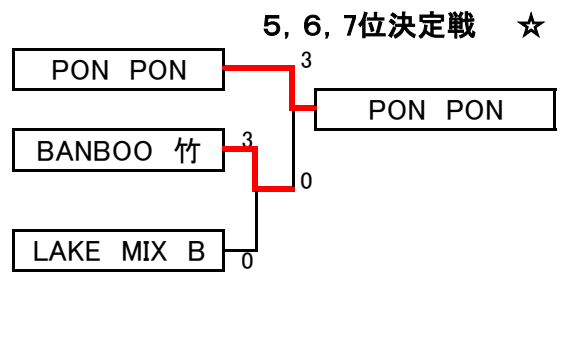 ５，６，７位決定戦　☆
3
PON　PON
PON　PON
3
BANBOO　竹
0
LAKE　MIX　B
0